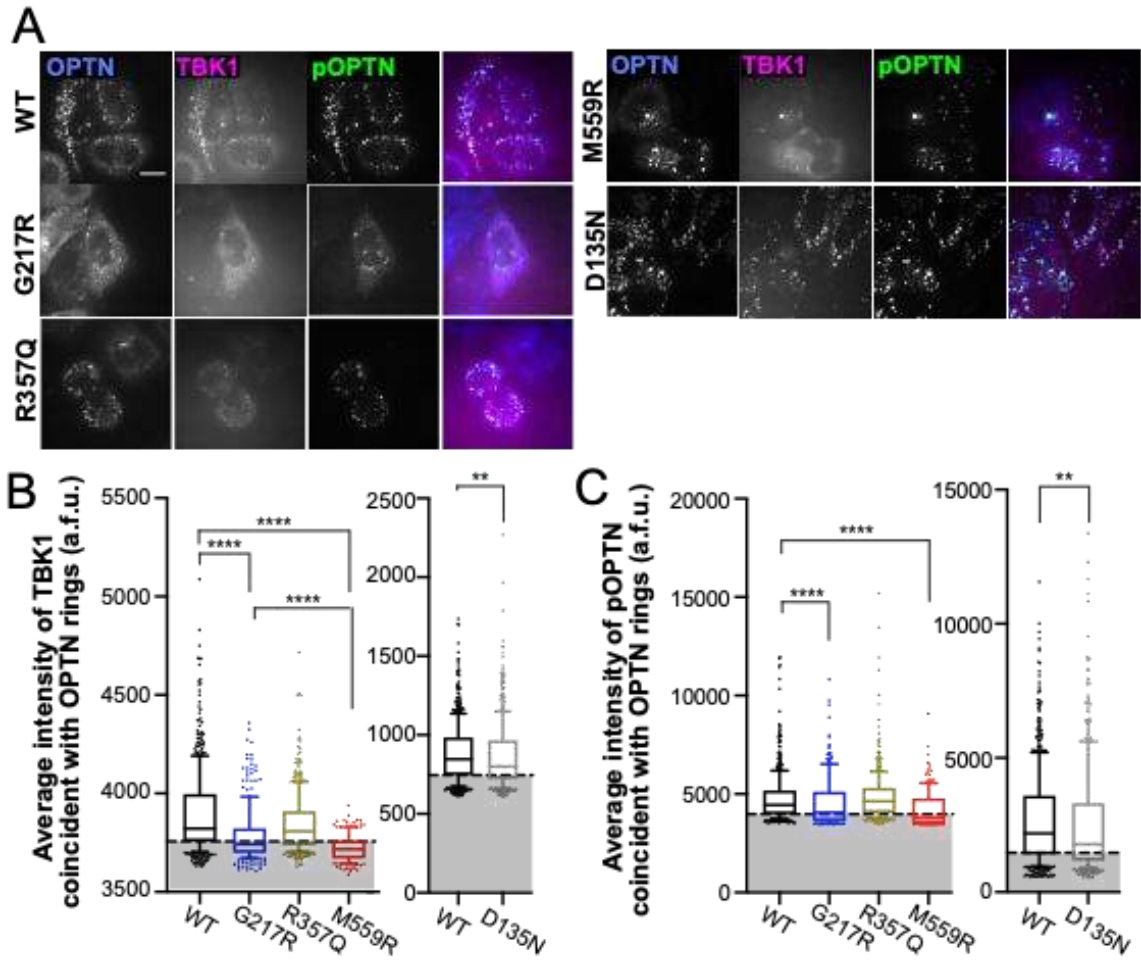 A
OPTN TBK1 pOPTN
WT
G217R
R357Q
OPTN TBK1 pOPTN
M559R
D135N
B
Average intensity of TBK1
coincident with OPTN rings (a.f.u.)
5500
5000
4500
4000
3500
****
****
****
WT G217R R357Q M559R
2500
2000
1500
1000
500
0
**
WT D135N
C
Average intensity of pOPTN
coincident with OPTN rings (a.f.u.)
20000
15000
10000
5000
0
****
****
WT G217R R357Q M559R
15000
10000
5000
0
**
WT D135N